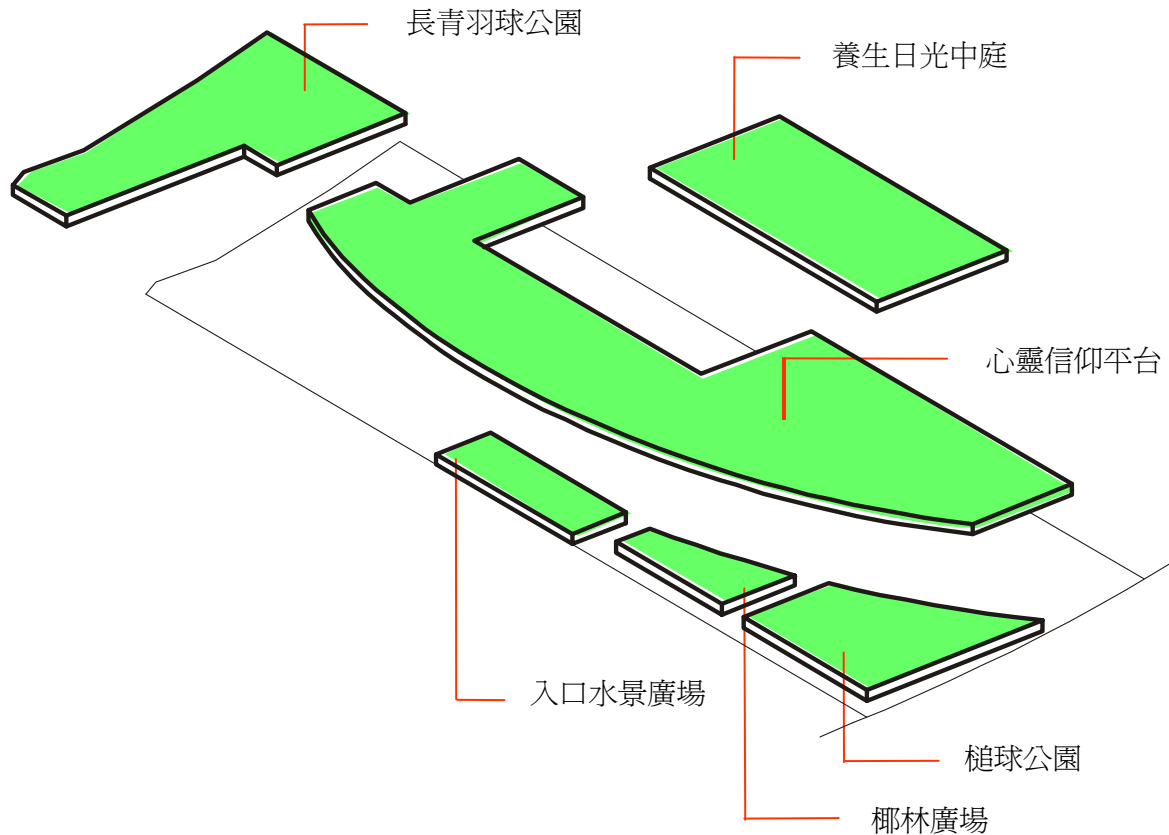 長青羽球公園
養生日光中庭
心靈信仰平台
入口水景廣場
槌球公園
椰林廣場